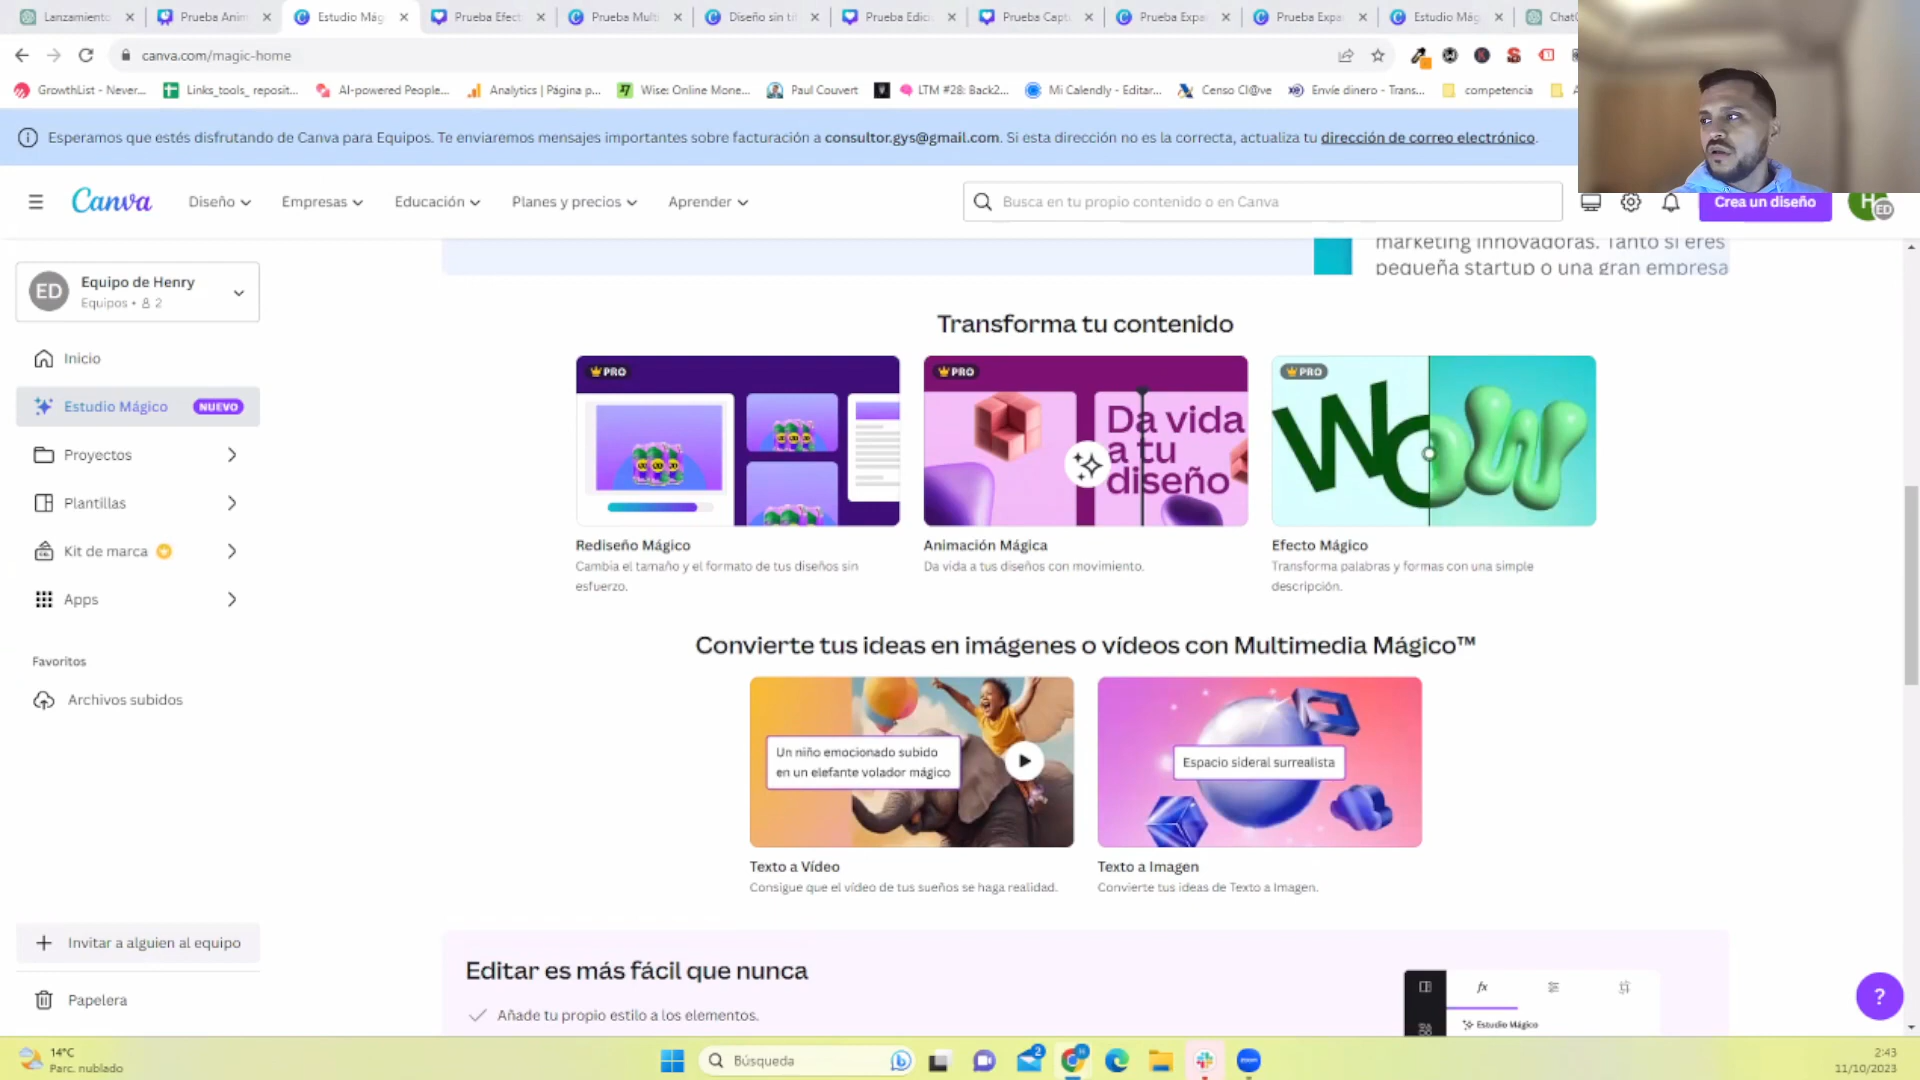 Lanzamiento
Prueba Anim
Estudio Mág
Prueba Efect
Prueba Multi
Diseño sin tí
Prueba Edici
Prueba Capt
Prueba Expa
Prueba Expa
Estudio Mág
ChatG
canva.com/magic-home
GrowthList - Never...
Links_tools_ reposit...
AI-powered People...
Analytics | Página p...
Wise: Online Mone...
Paul Couvert
LTM #28: Back2...
Mi Calendly - Editar...
Censo Cl@ve
Envíe dinero - Trans...
competencia
Esperamos que estés disfrutando de Canva para Equipos. Te enviaremos mensajes importantes sobre facturación a consultor.gys@gmail.com. Si esta dirección no es la correcta, actualiza tu dirección de correo electrónico.
Canva
Diseño
Empresas
Educación
Planes y precios
Aprender
Busca en tu propio contenido o en Canva
Crea un diseño
H
ED
marketing innovadoras. Tanto si eres
pequeña startup o una gran empresa
ED
Equipo de Henry
Equipos • 2
Inicio
Estudio Mágico NUEVO
Proyectos
Plantillas
Kit de marca
Apps
Favoritos
Archivos subidos
Invitar a alguien al equipo
Papelera
Transforma tu contenido
PRO
PRO
Da vida
a tu
diseño
PRO
WOW
Rediseño Mágico
Cambia el tamaño y el formato de tus diseños sin
esfuerzo.
Animación Mágica
Da vida a tus diseños con movimiento.
Efecto Mágico
Transforma palabras y formas con una simple
descripción.
Convierte tus ideas en imágenes o vídeos con Multimedia Mágico™
Un niño emocionado subido
en un elefante volador mágico
Espacio sideral surrealista
Texto a Vídeo
Consigue que el vídeo de tus sueños se haga realidad.
Texto a Imagen
Convierte tus ideas de Texto a Imagen.
Editar es más fácil que nunca
Añade tu propio estilo a los elementos.
fx
Estudio Mágico
?
14°C
Parc. nublado
Búsqueda
2
2:43
11/10/2023